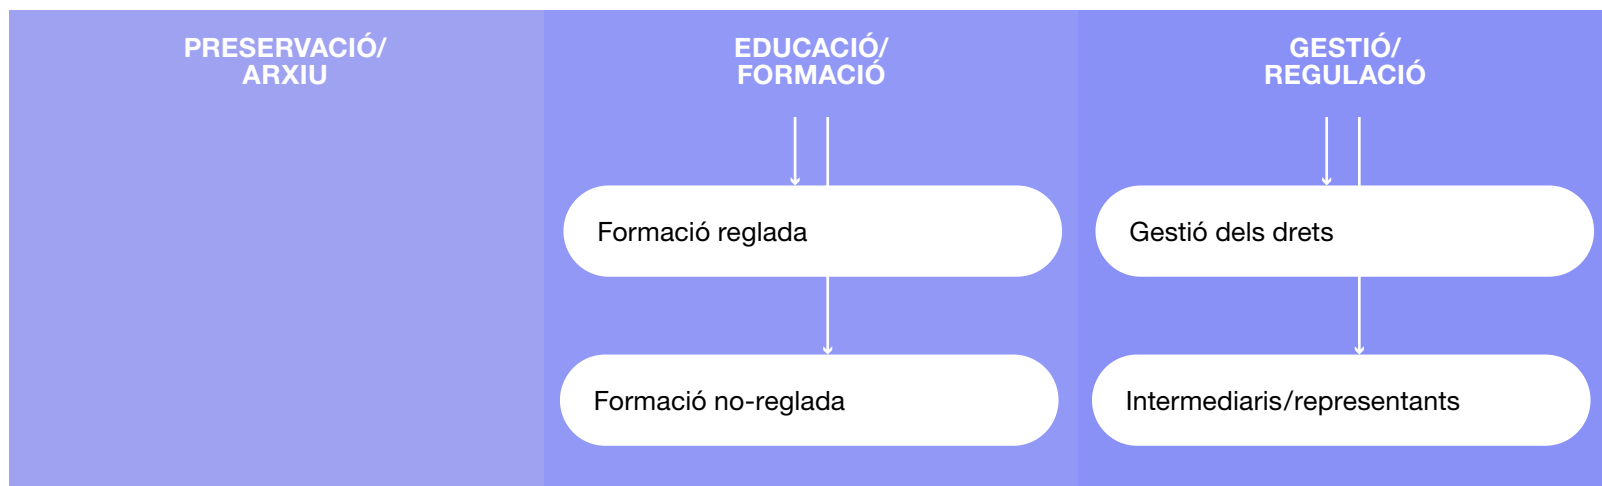 PRESERVACIÓ/
ARXIU
EDUCACIÓ/
FORMACIÓ
GESTIÓ/
REGULACIÓ
Formació reglada
Gestió dels drets
Formació no-reglada
Intermediaris/representants